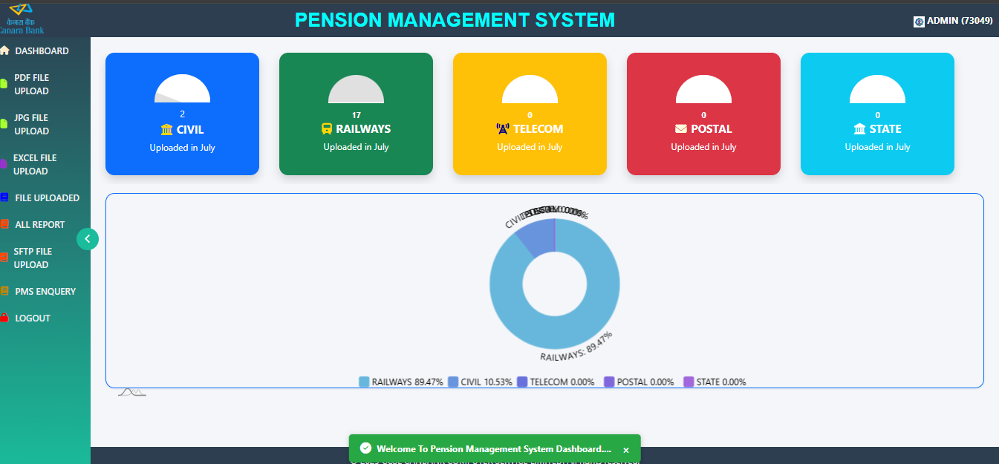 केनरा बैंक
Canara Bank
PENSION MANAGEMENT SYSTEM
ADMIN (73049)
DASHBOARD
PDF FILE
UPLOAD
JPG FILE
UPLOAD
EXCEL FILE
UPLOAD
FILE UPLOADED
ALL REPORT
SFTP FILE
UPLOAD
PMS ENQUERY
LOGOUT
2
CIVIL
Uploaded in July
17
RAILWAYS
Uploaded in July
0
TELECOM
Uploaded in July
0
POSTAL
Uploaded in July
0
STATE
Uploaded in July
CIVIL
RAILWAYS: 89.47%
RAILWAYS 89.47% CIVIL 10.53% TELECOM 0.00% POSTAL 0.00% STATE 0.00%
Welcome To Pension Management System Dashboard.... ×